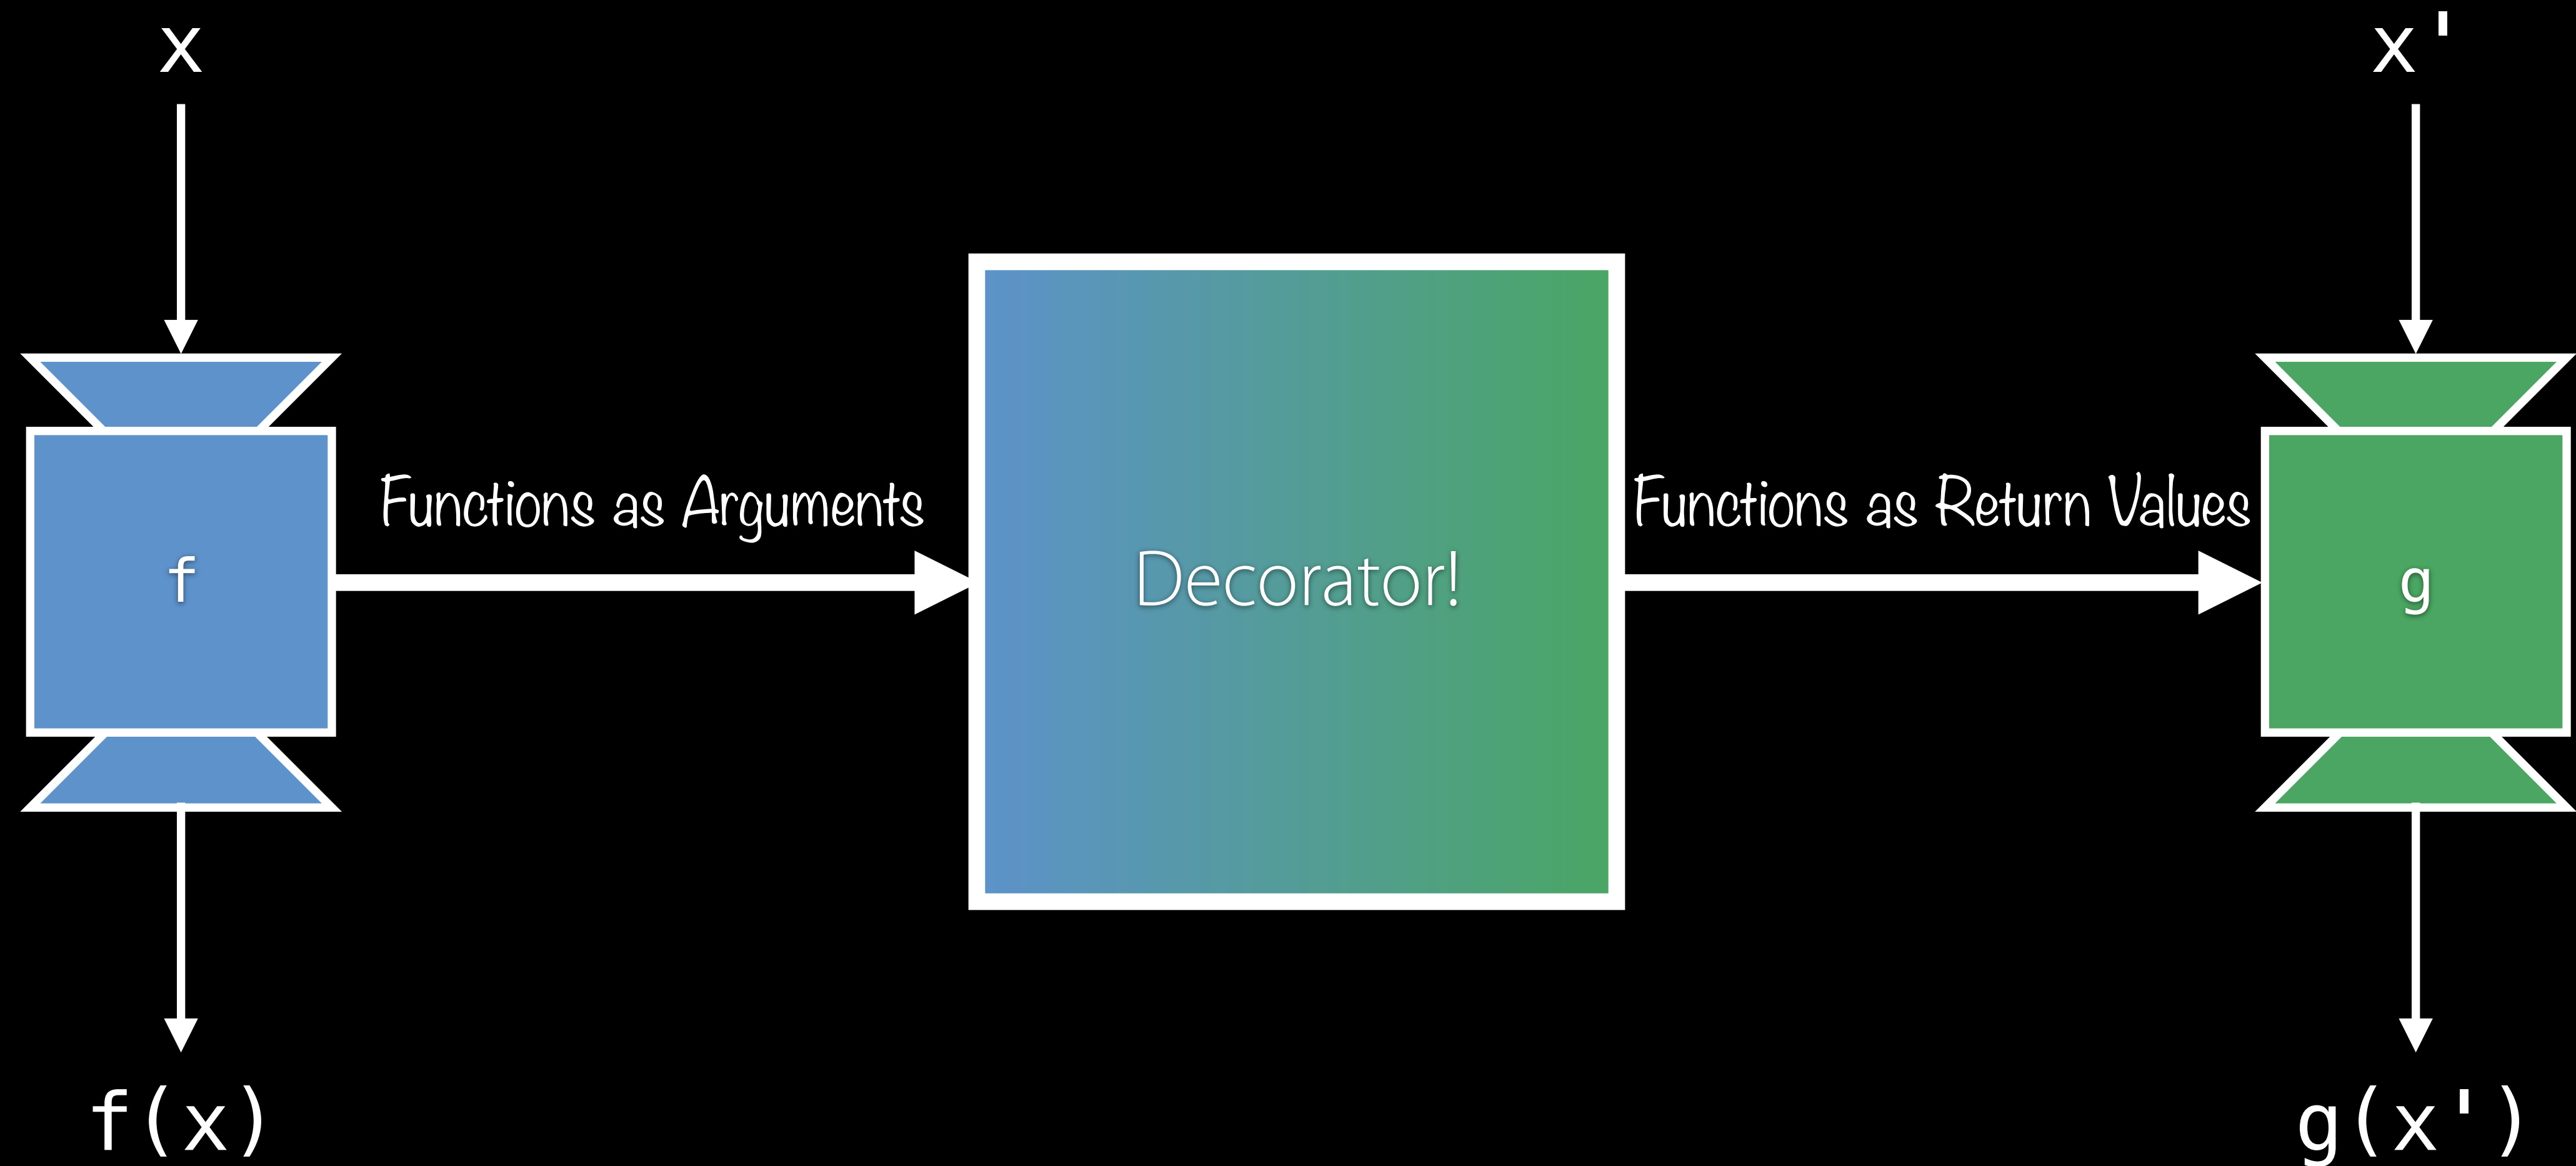 x
x'
Functions as Arguments
Functions as Return Values
f
Decorator!
g
f(x)
g(x')